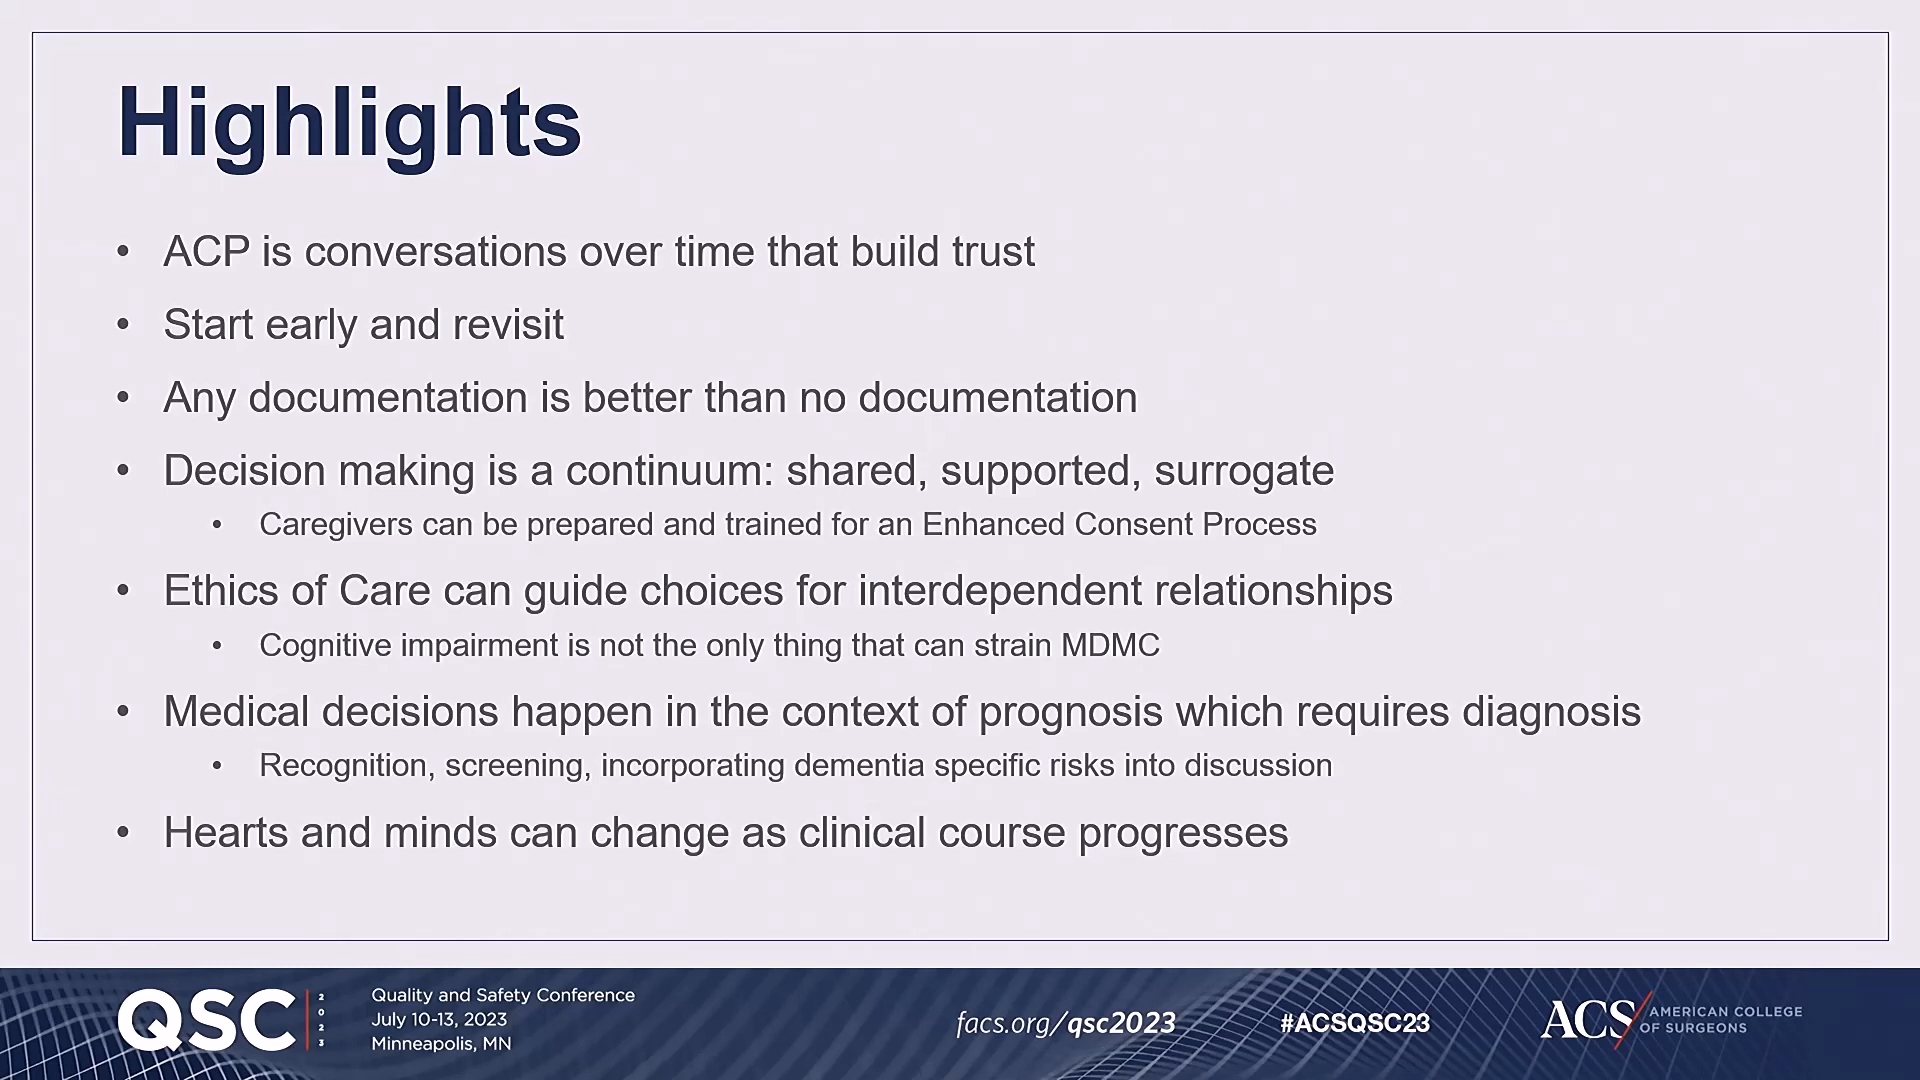 Highlights
• ACP is conversations over time that build trust
• Start early and revisit
• Any documentation is better than no documentation
• Decision making is a continuum: shared, supported, surrogate
• Caregivers can be prepared and trained for an Enhanced Consent Process
• Ethics of Care can guide choices for interdependent relationships
• Cognitive impairment is not the only thing that can strain MDMC
• Medical decisions happen in the context of prognosis which requires diagnosis
• Recognition, screening, incorporating dementia specific risks into discussion
• Hearts and minds can change as clinical course progresses
QSC 2023
Quality and Safety Conference
July 10-13, 2023
Minneapolis, MN
facs.org/qsc2023
#ACSQSC23
ACS
AMERICAN COLLEGE
OF SURGEONS